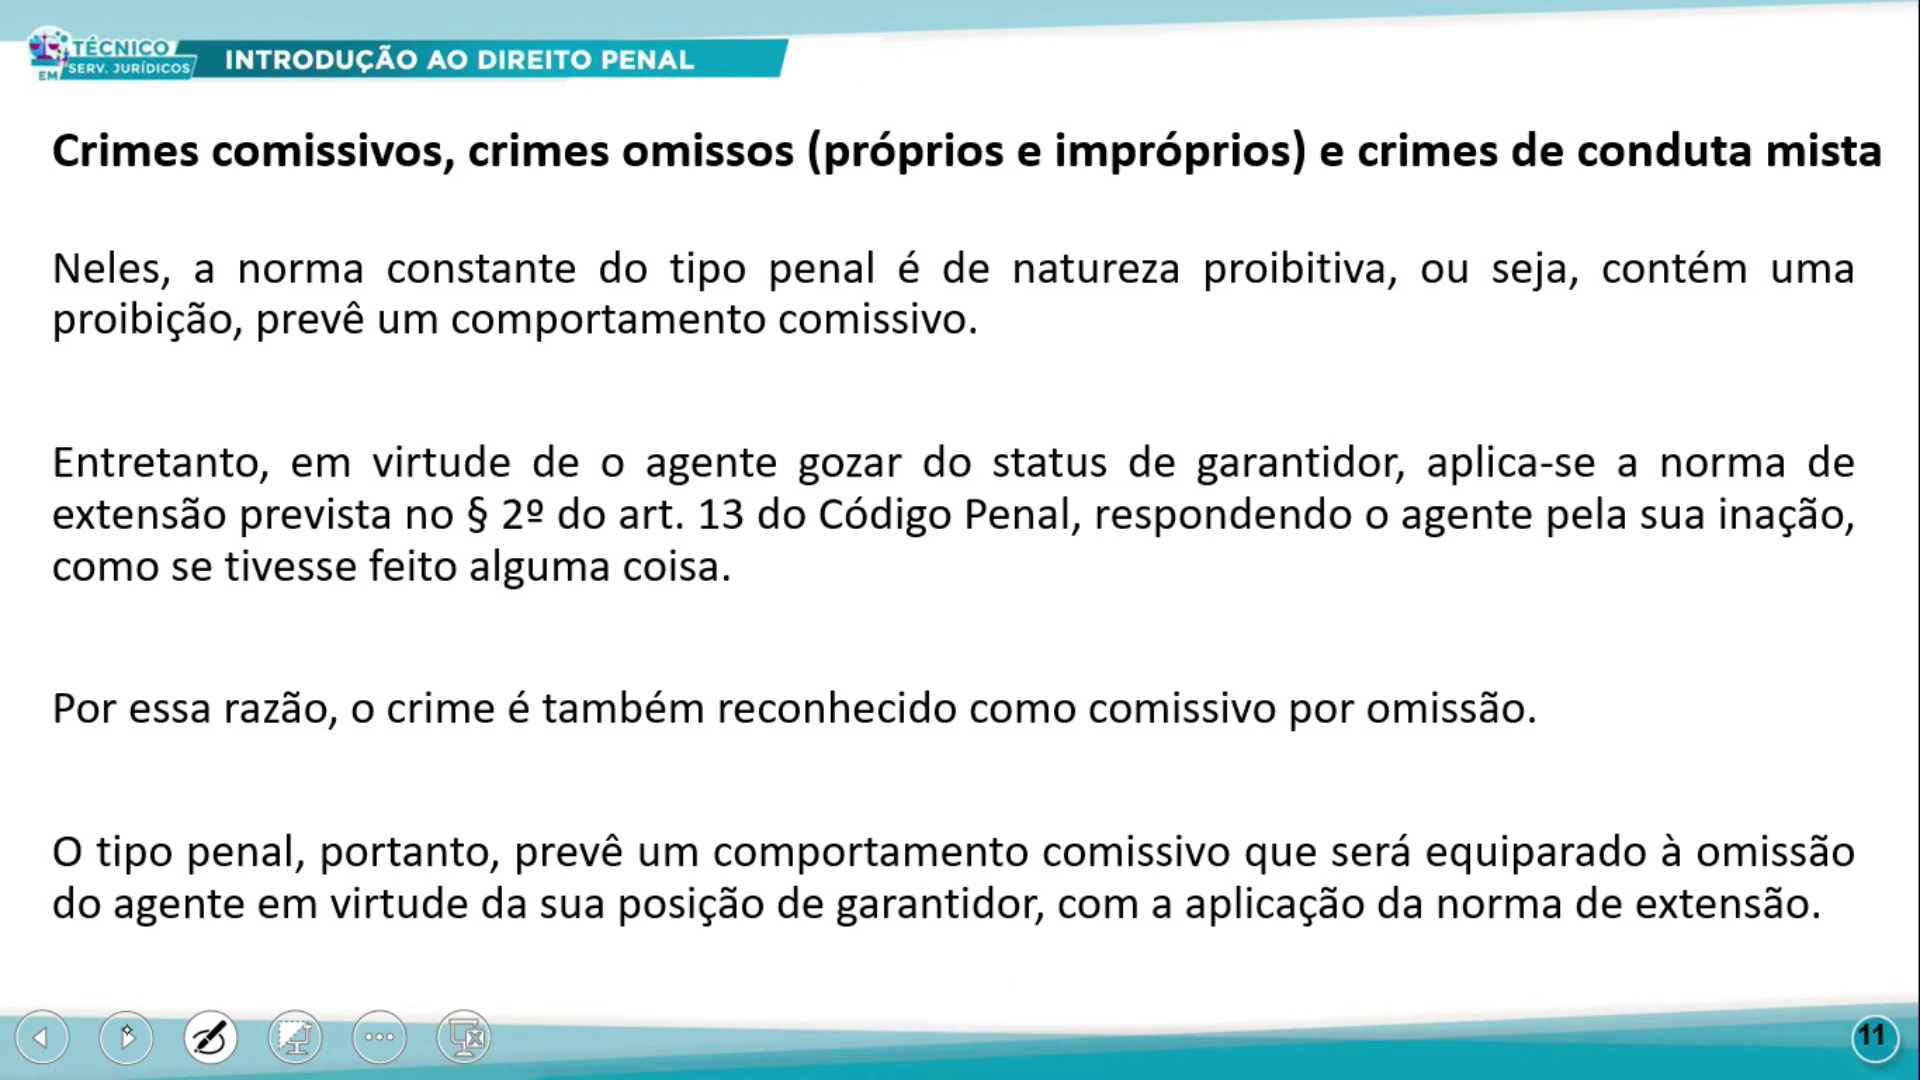 TÉCNICO
EM SERV. JURÍDICOS
INTRODUÇÃO AO DIREITO PENAL
Crimes comissivos, crimes omissos (próprios e impróprios) e crimes de conduta mista
Neles, a norma constante do tipo penal é de natureza proibitiva, ou seja, contém uma
proibição, prevê um comportamento comissivo.
Entretanto, em virtude de o agente gozar do status de garantidor, aplica-se a norma de
extensão prevista no § 2º do art. 13 do Código Penal, respondendo o agente pela sua inação,
como se tivesse feito alguma coisa.
Por essa razão, o crime é também reconhecido como comissivo por omissão.
O tipo penal, portanto, prevê um comportamento comissivo que será equiparado à omissão
do agente em virtude da sua posição de garantidor, com a aplicação da norma de extensão.
11